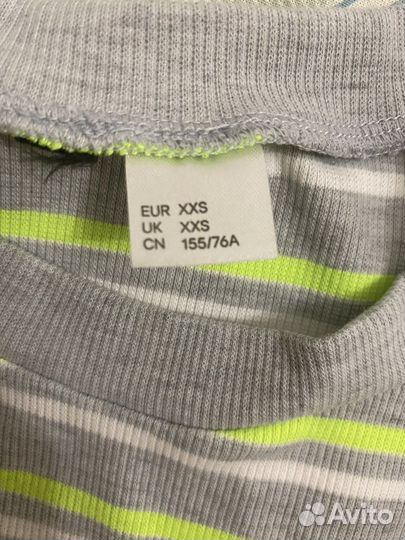 EUR XXS
UK XXS
CN 155/76A
Avito